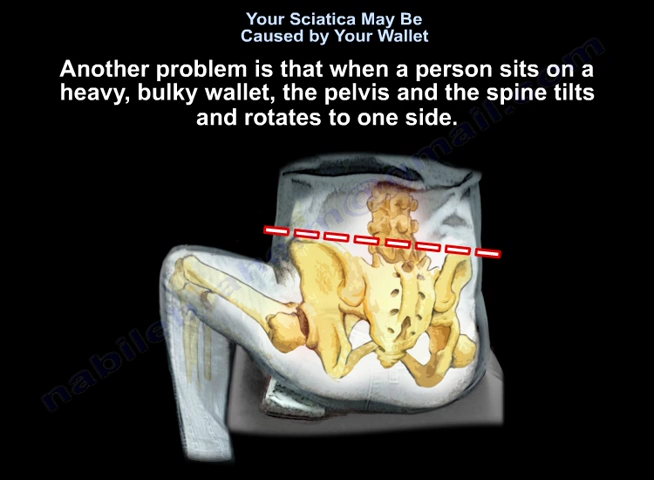 Your Sciatica May Be
Caused by Your Wallet
Another problem is that when a person sits on a
heavy, bulky wallet, the pelvis and the spine tilts
and rotates to one side.